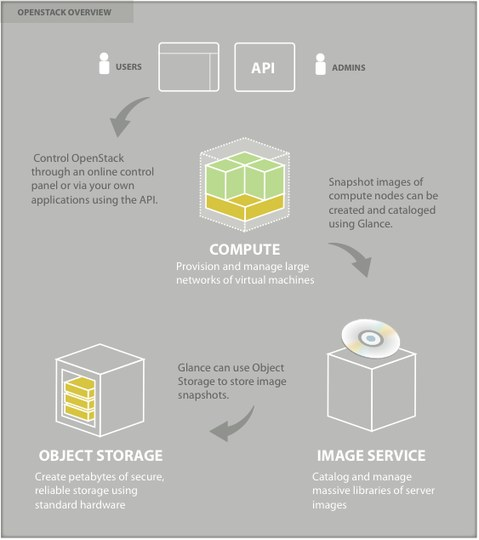 OPENSTACK OVERVIEW
USERS
API
ADMINS
Control OpenStack
through an online control
panel or via your own
applications using the API.
Snapshot images of
compute nodes can be
created and cataloged
using Glance.
COMPUTE
Provision and manage large
networks of virtual machines
Glance can use Object
Storage to store image
snapshots.
OBJECT STORAGE
Create petabytes of secure,
reliable storage using
standard hardware
IMAGE SERVICE
Catalog and manage
massive libraries of server
images